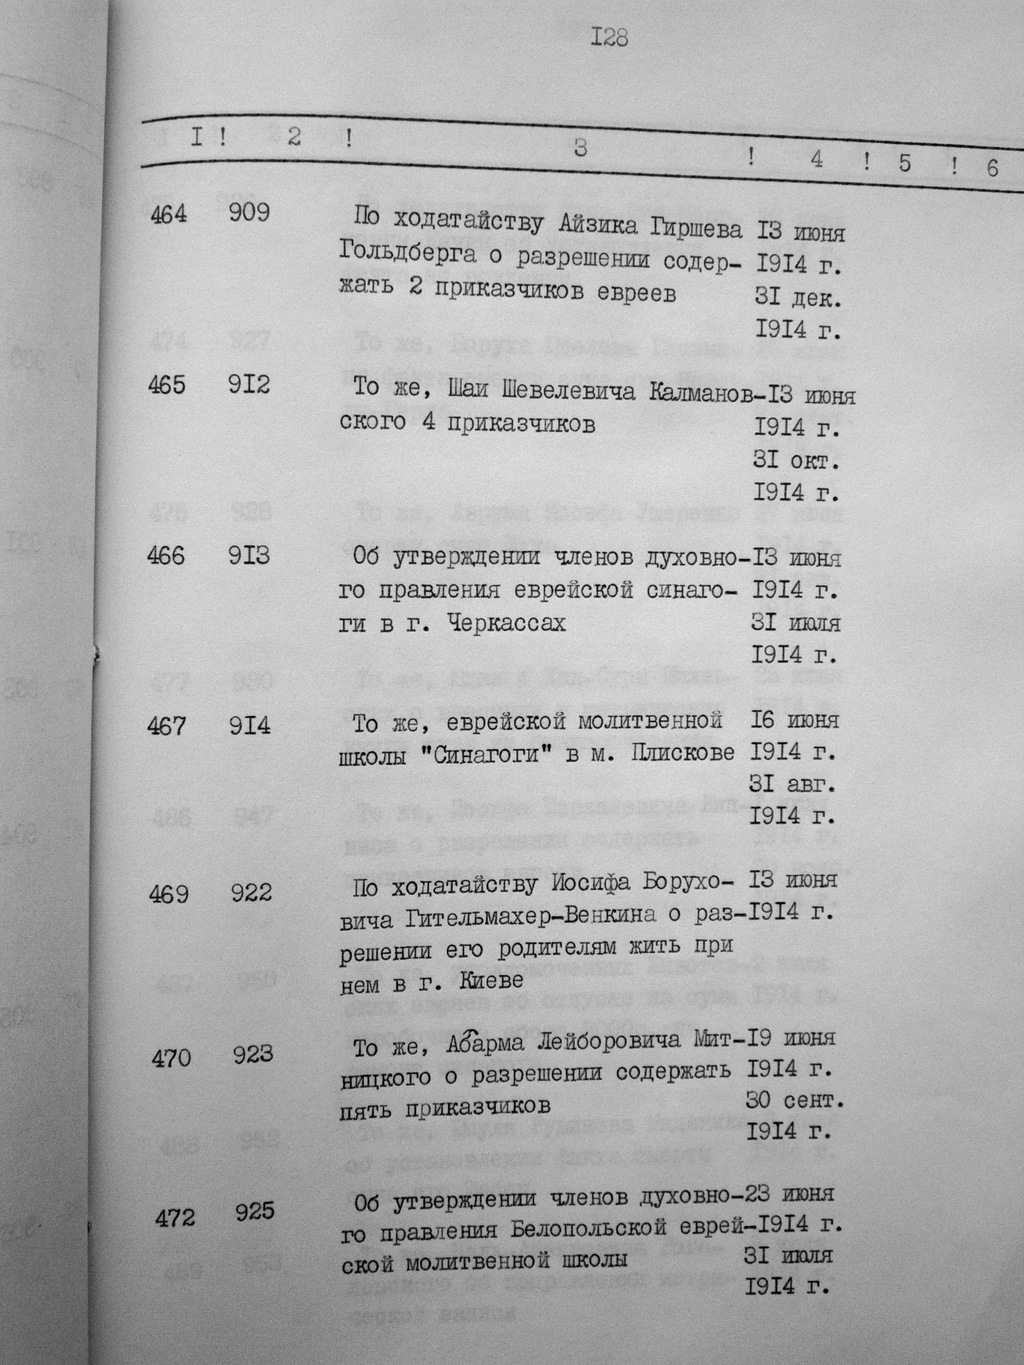 I28
I ! 2 ! 3 ! 4 ! 5 ! 6
464 909 По ходатайству Айзика Гиршева I3 июня
Гольдберга о разрешении содер- I9I4 г.
жать 2 приказчиков евреев 3I дек.
I9I4 г.
465 9I2 То же, Шаи Шевелевича Калманов-I3 июня
ского 4 приказчиков I9I4 г.
3I окт.
I9I4 г.
466 9I3 Об утверждении членов духовно-I3 июня
го правления еврейской синаго- I9I4 г.
ги в г. Черкассах 3I июля
I9I4 г.
467 9I4 То же, еврейской молитвенной I6 июня
школы "Синагоги" в м. Плискове I9I4 г.
3I авг.
I9I4 г.
469 922 По ходатайству Иосифа Борухо- I3 июня
вича Гительмахер-Венкина о раз-I9I4 г.
решении его родителям жить при
нем в г. Киеве
470 923 То же, Абарма Лейборовича Мит-I9 июня
ницкого о разрешении содержать I9I4 г.
пять приказчиков 30 сент.
I9I4 г.
472 925 Об утверждении членов духовно-23 июня
го правления Белопольской еврей-I9I4 г.
ской молитвенной школы 3I июля
I9I4 г.